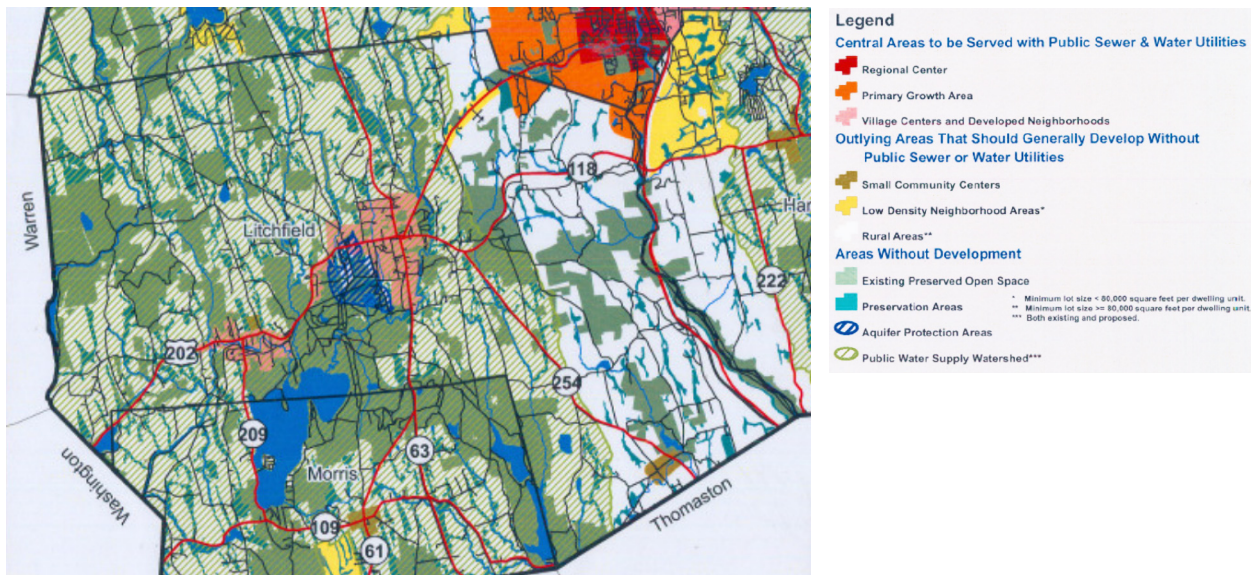 Warren
Litchfield
118
Har
222
202
254
209
63
Morris
Washington
109
61
Thomaston
Legend
Central Areas to be Served with Public Sewer & Water Utilities
Regional Center
Primary Growth Area
Village Centers and Developed Neighborhoods
Outlying Areas That Should Generally Develop Without
Public Sewer or Water Utilities
Small Community Centers
Low Density Neighborhood Areas*
Rural Areas**
Areas Without Development
Existing Preserved Open Space
Preservation Areas
* Minimum lot size < 80,000 square feet per dwelling unit.
** Minimum lot size >= 80,000 square feet per dwelling unit.
*** Both existing and proposed.
Aquifer Protection Areas
Public Water Supply Watershed***